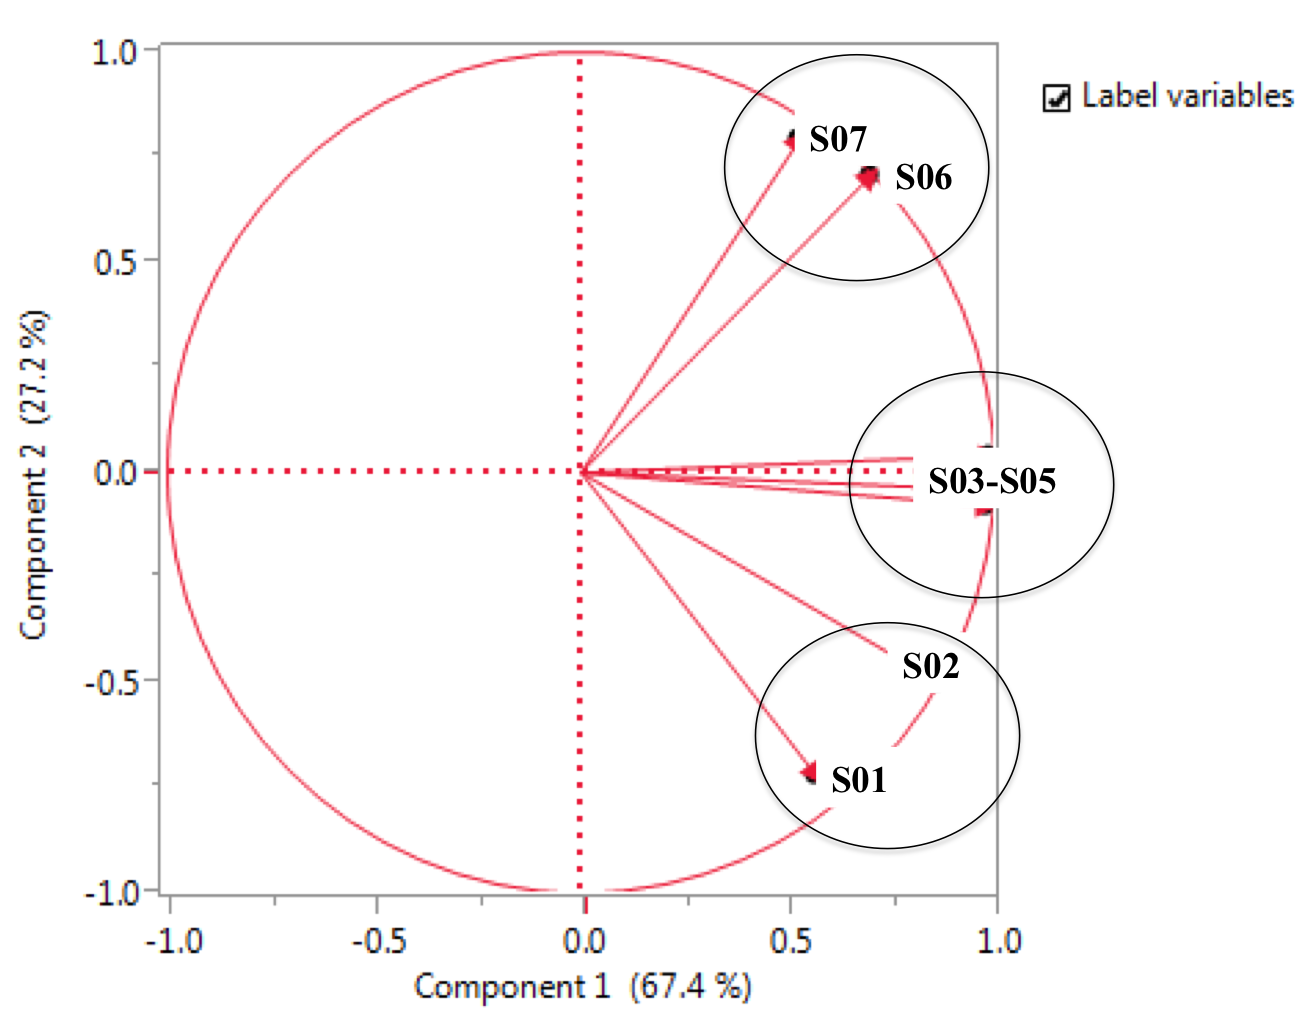 1.0
Label variables
S07
S06
0.5
Component 2 (27.2 %)
0.0
S03-S05
S02
-0.5
S01
-1.0
-1.0 -0.5 0.0 0.5 1.0
Component 1 (67.4 %)